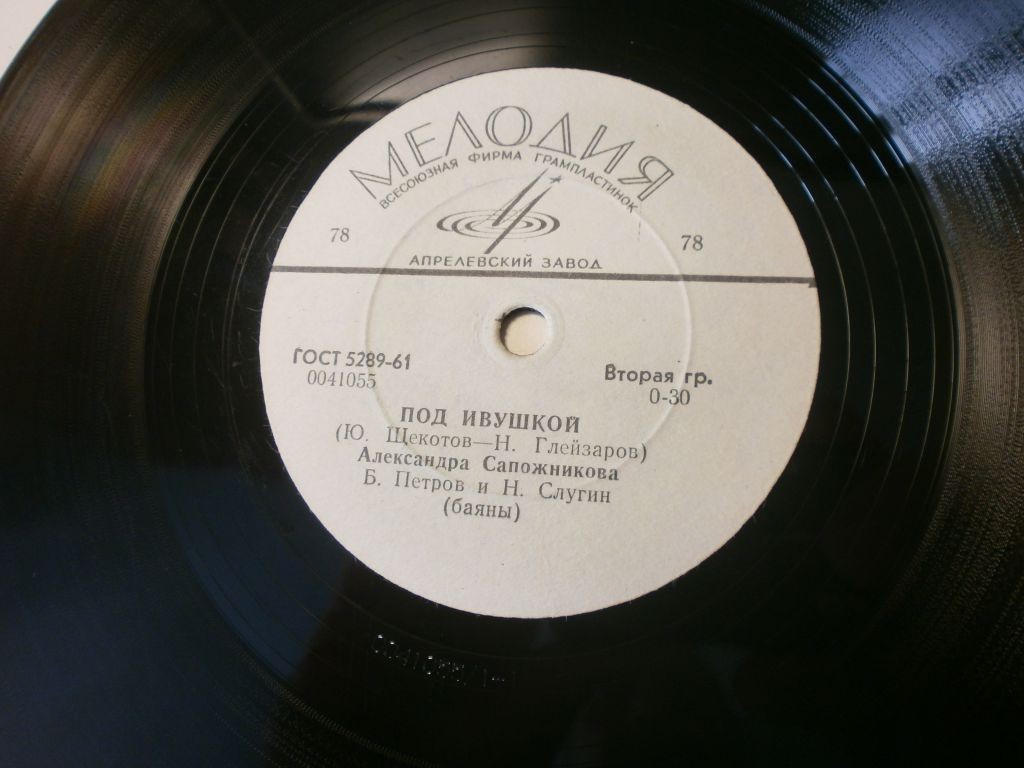 МЕЛОДИЯ
ВСЕСОЮЗНАЯ ФИРМА ГРАМПЛАСТИНОК
78 78
АПРЕЛЕВСКИЙ ЗАВОД
ГОСТ 5289-61 Вторая гр.
0041055 0-30
ПОД ИВУШКОЙ
(Ю. Щекотов—Н. Глейзаров)
Александра Сапожникова
Б. Петров и Н. Слугин
(баяны)